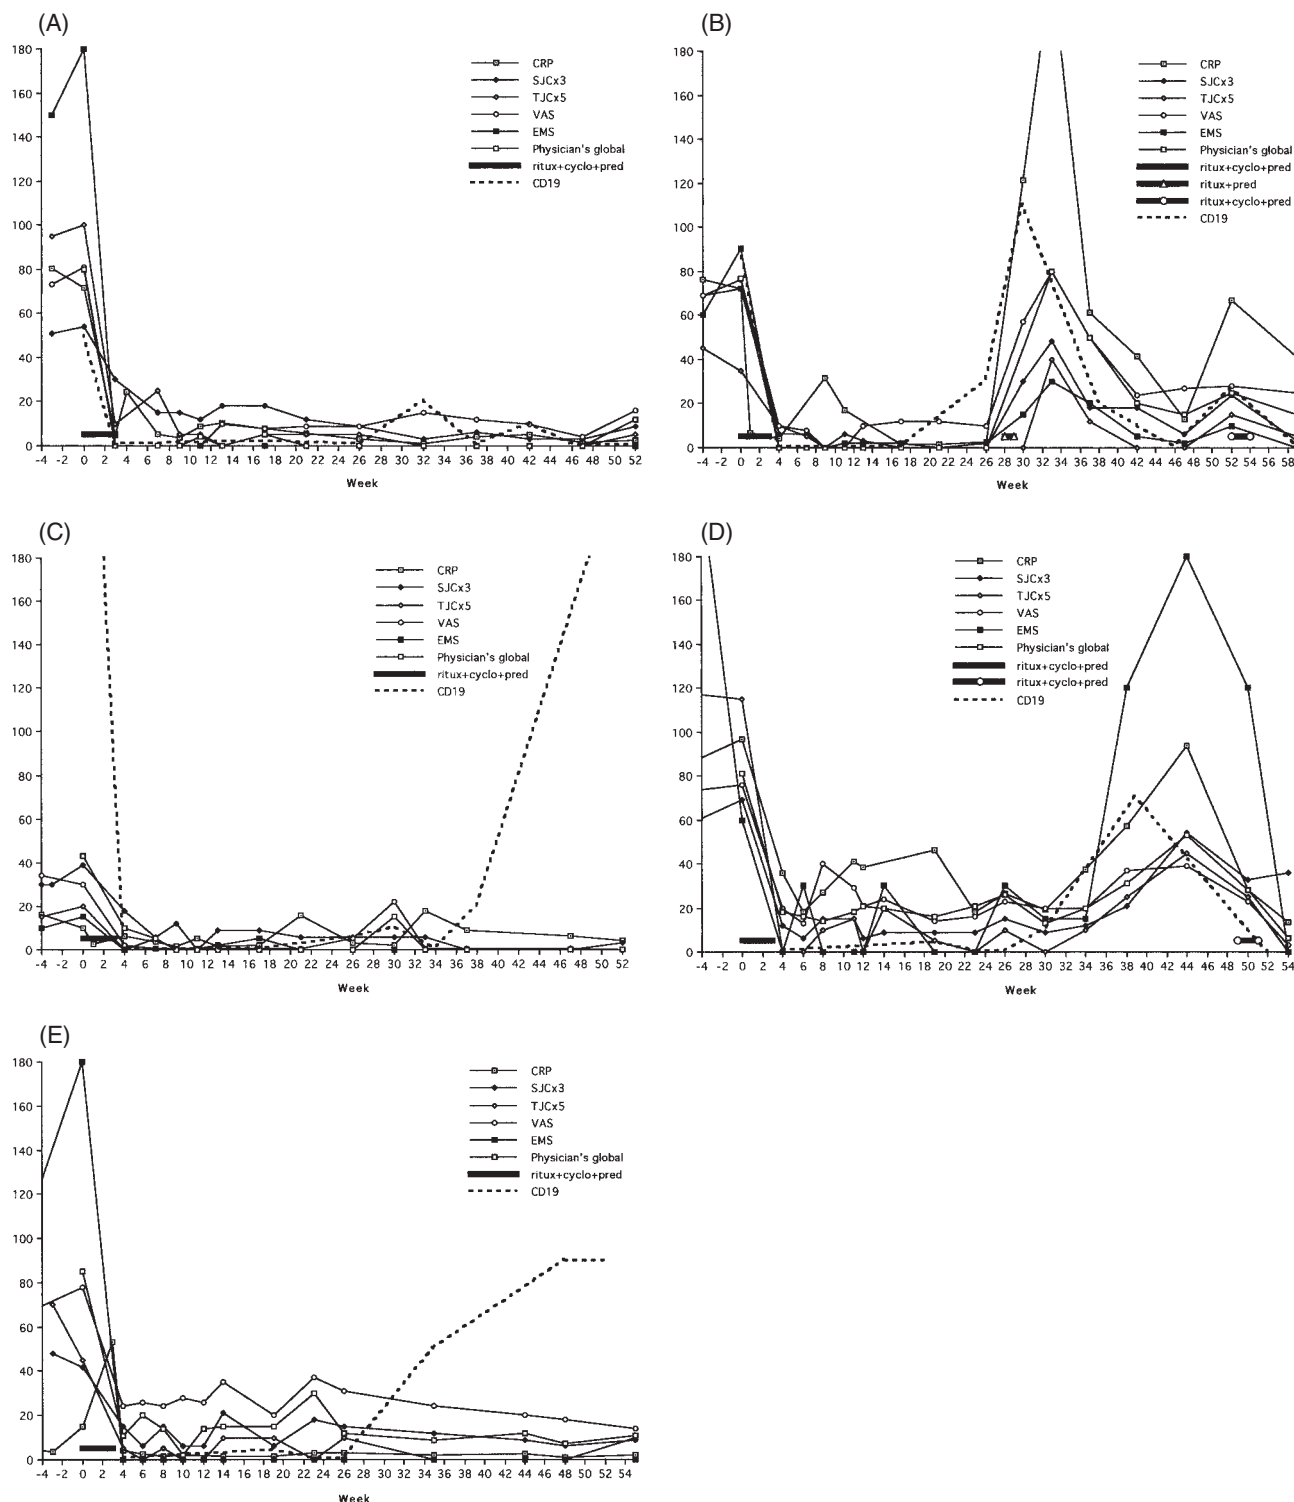 (A)
180
160
140
120
100
80
60
40
20
0
CRP
SJCx3
TJCx5
VAS
EMS
Physician's global
ritux+cyclo+pred
CD19
-4 -2 0 2 4 6 8 10 12 14 16 18 20 22 24 26 28 30 32 34 36 38 40 42 44 46 48 50 52
Week
(B)
180
160
140
120
100
80
60
40
20
0
CRP
SJCx3
TJCx5
VAS
EMS
Physician's global
ritux+cyclo+pred
ritux+pred
ritux+cyclo+pred
CD19
-4 -2 0 2 4 6 8 10 12 14 16 18 20 22 24 26 28 30 32 34 36 38 40 42 44 46 48 50 52 54 56 58
Week
(C)
180
160
140
120
100
80
60
40
20
0
CRP
SJCx3
TJCx5
VAS
EMS
Physician's global
ritux+cyclo+pred
CD19
-4 -2 0 2 4 6 8 10 12 14 16 18 20 22 24 26 28 30 32 34 36 38 40 42 44 46 48 50 52
Week
(D)
180
160
140
120
100
80
60
40
20
0
CRP
SJCx3
TJCx5
VAS
EMS
Physician's global
ritux+cyclo+pred
ritux+cyclo+pred
CD19
-4 -2 0 2 4 6 8 10 12 14 16 18 20 22 24 26 28 30 32 34 36 38 40 42 44 46 48 50 52 54
Week
(E)
180
160
140
120
100
80
60
40
20
0
CRP
SJCx3
TJCx5
VAS
EMS
Physician's global
ritux+cyclo+pred
CD19
-4 -2 0 2 4 6 8 10 12 14 16 18 20 22 24 26 28 30 32 34 36 38 40 42 44 46 48 50 52 54
Week